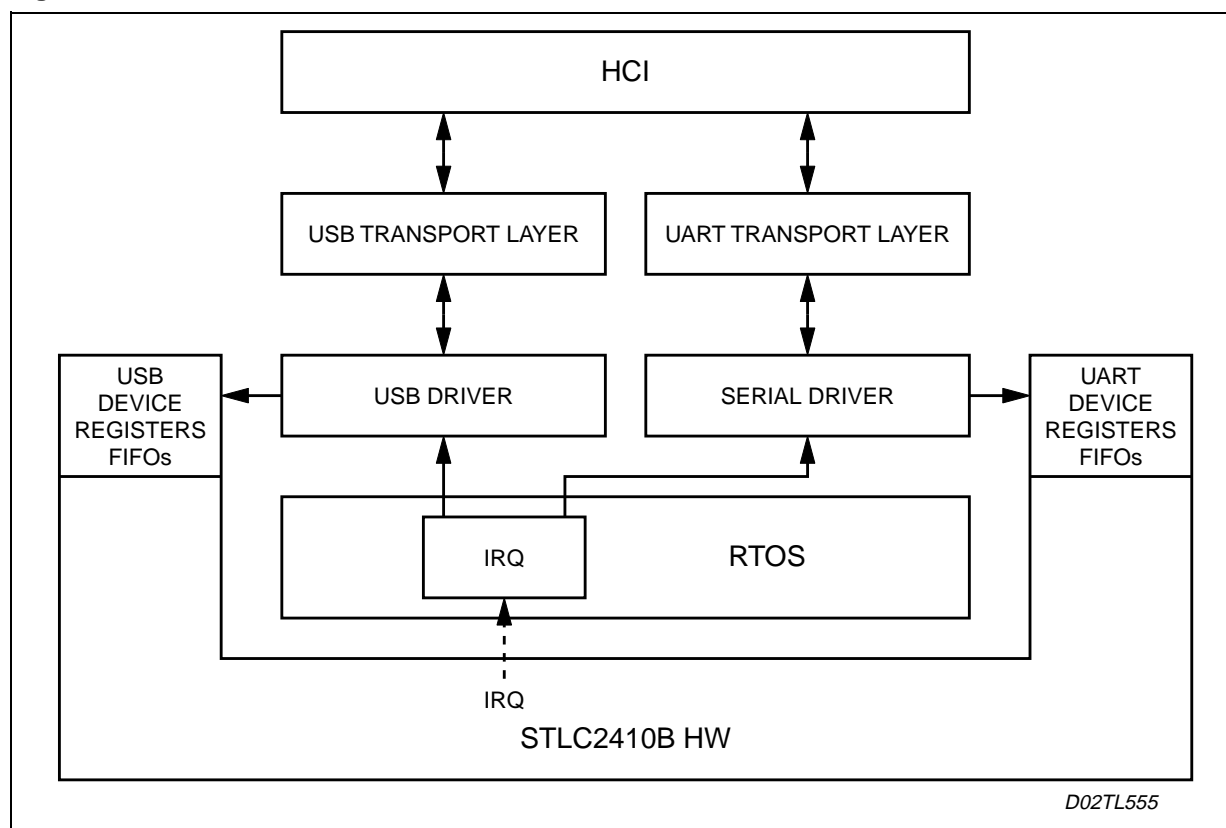 HCI
USB TRANSPORT LAYER
UART TRANSPORT LAYER
USB
DEVICE
REGISTERS
FIFOs
USB DRIVER
SERIAL DRIVER
UART
DEVICE
REGISTERS
FIFOs
IRQ
RTOS
IRQ
STLC2410B HW
D02TL555